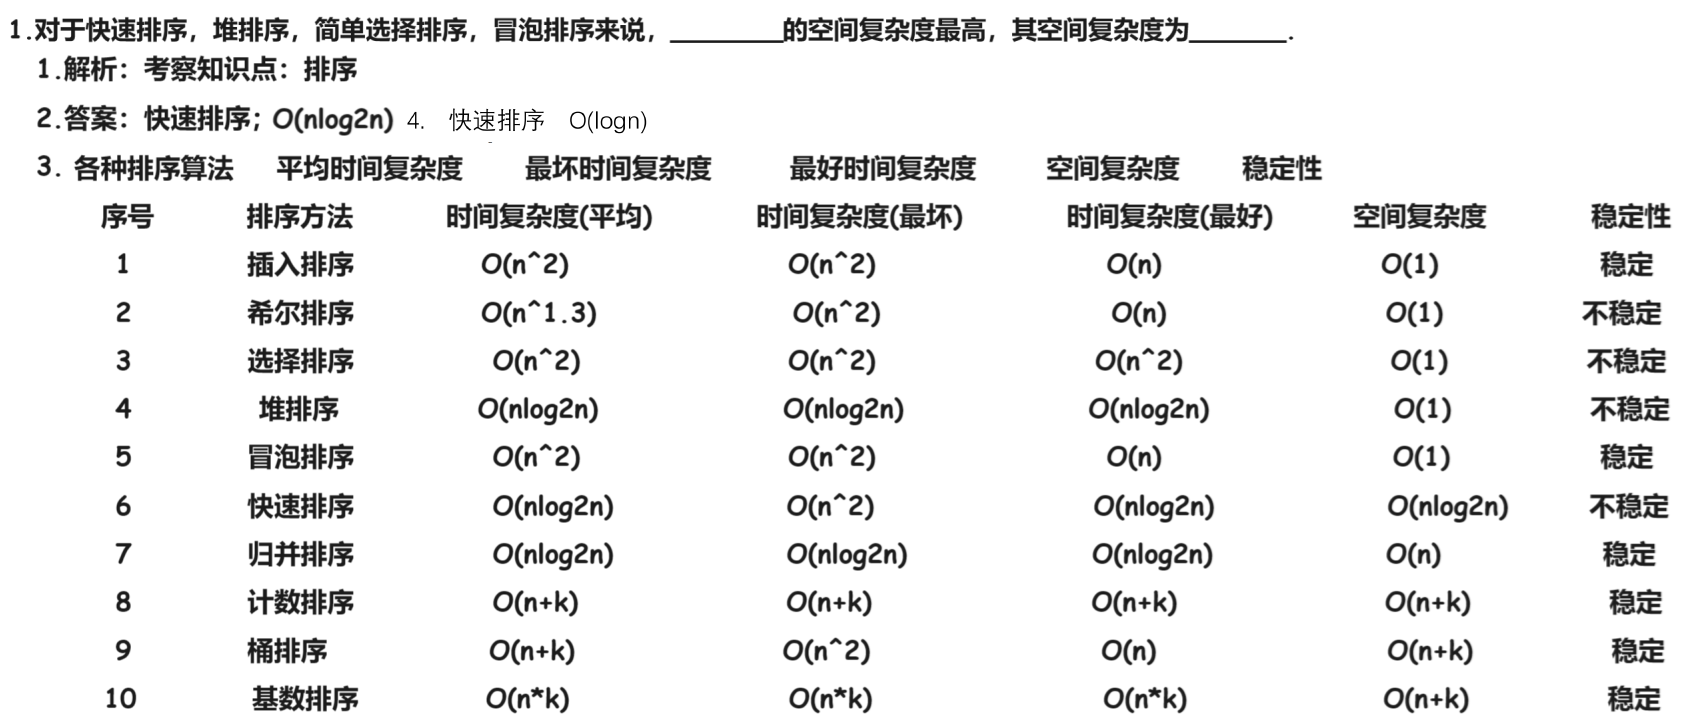 1.对于快速排序，堆排序，简单选择排序，冒泡排序来说，________的空间复杂度最高，其空间复杂度为_______.
1.解析：考察知识点：排序
2.答案：快速排序；O(nlog2n) 4. 快速排序 O(logn)
3. 各种排序算法 平均时间复杂度 最坏时间复杂度 最好时间复杂度 空间复杂度 稳定性
序号 排序方法 时间复杂度(平均) 时间复杂度(最坏) 时间复杂度(最好) 空间复杂度 稳定性
1 插入排序 O(n^2) O(n^2) O(n) O(1) 稳定
2 希尔排序 O(n^1.3) O(n^2) O(n) O(1) 不稳定
3 选择排序 O(n^2) O(n^2) O(n^2) O(1) 不稳定
4 堆排序 O(nlog2n) O(nlog2n) O(nlog2n) O(1) 不稳定
5 冒泡排序 O(n^2) O(n^2) O(n) O(1) 稳定
6 快速排序 O(nlog2n) O(n^2) O(nlog2n) O(nlog2n) 不稳定
7 归并排序 O(nlog2n) O(nlog2n) O(nlog2n) O(n) 稳定
8 计数排序 O(n+k) O(n+k) O(n+k) O(n+k) 稳定
9 桶排序 O(n+k) O(n^2) O(n) O(n+k) 稳定
10 基数排序 O(n*k) O(n*k) O(n*k) O(n+k) 稳定